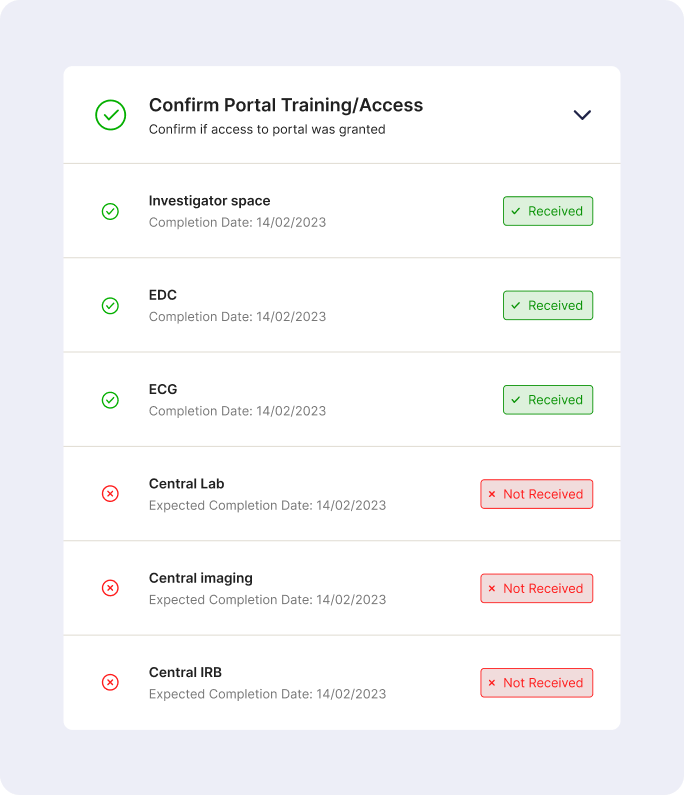 Confirm Portal Training/Access
Confirm if access to portal was granted
Investigator space
Completion Date: 14/02/2023
Received
EDC
Completion Date: 14/02/2023
Received
ECG
Completion Date: 14/02/2023
Received
Central Lab
Expected Completion Date: 14/02/2023
Not Received
Central imaging
Expected Completion Date: 14/02/2023
Not Received
Central IRB
Expected Completion Date: 14/02/2023
Not Received